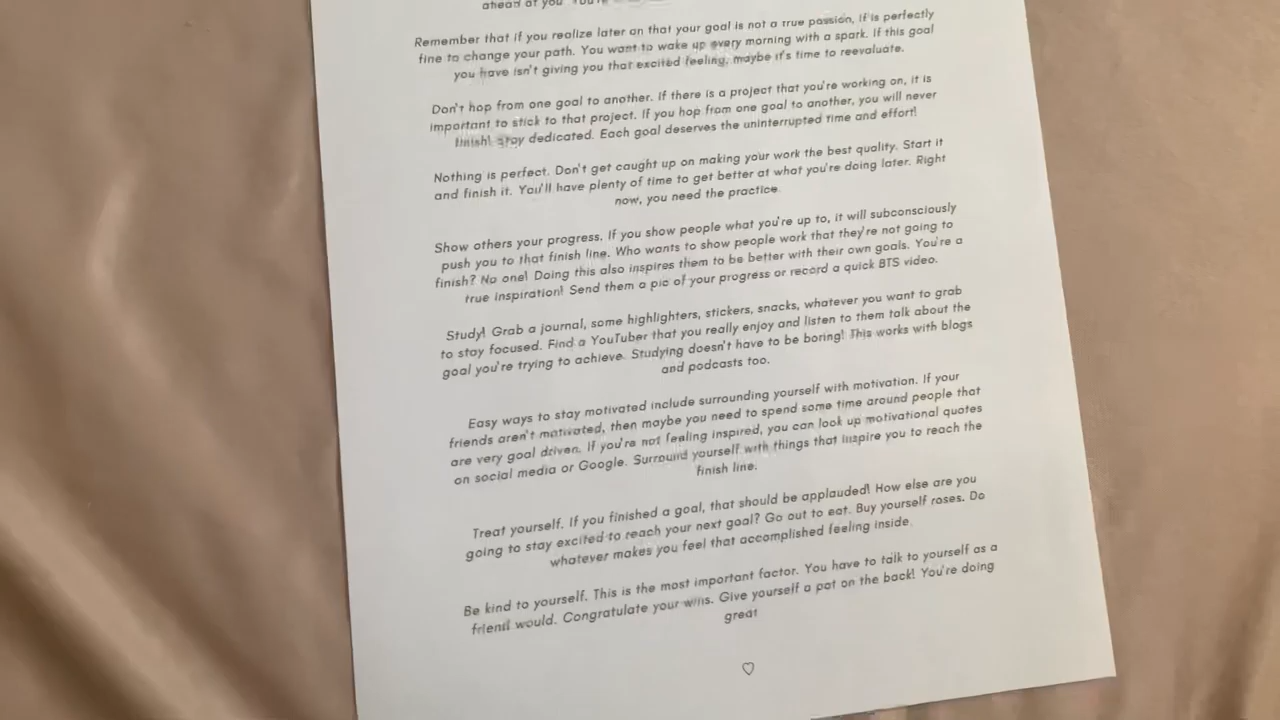 ahead of you. You're
Remember that if you realize later on that your goal is not a true passion, if is perfectly
fine to change your path. You want to wake up every morning with a spark. If this goal
you have isn't giving you that excited feeling, maybe it's time to reevaluate.
Don't hop from one goal to another. If there is a project that you're working on, it is
important to stick to that project. If you hop from one goal to another, you will never
finish! Stay dedicated. Each goal deserves the uninterrupted time and effort!
Nothing is perfect. Don't get caught up on making your work the best quality. Start it
and finish it. You'll have plenty of time to get better at what you're doing later. Right
now, you need the practice.
Show others your progress. If you show people what you're up to, it will subconsciously
push you to that finish line. Who wants to show people work that they're not going to
finish? No one! Doing this also inspires them to be better with their own goals. You're a
true inspiration! Send them a pic of your progress or record a quick BTS video.
Study! Grab a journal, some highlighters, stickers, snacks, whatever you want to grab
to stay focused. Find a YouTuber that you really enjoy and listen to them talk about the
goal you're trying to achieve. Studying doesn't have to be boring! This works with blogs
and podcasts too.
Easy ways to stay motivated include surrounding yourself with motivation. If your
friends aren't motivated, then maybe you need to spend some time around people that
are very goal driven. If you're not feeling inspired, you can look up motivational quotes
on social media or Google. Surround yourself with things that inspire you to reach the
finish line.
Treat yourself. If you finished a goal, that should be applauded! How else are you
going to stay excited to reach your next goal? Go out to eat. Buy yourself roses. Do
whatever makes you feel that accomplished feeling inside.
Be kind to yourself. This is the most important factor. You have to talk to yourself as a
friend would. Congratulate your wins. Give yourself a pat on the back! You're doing
great